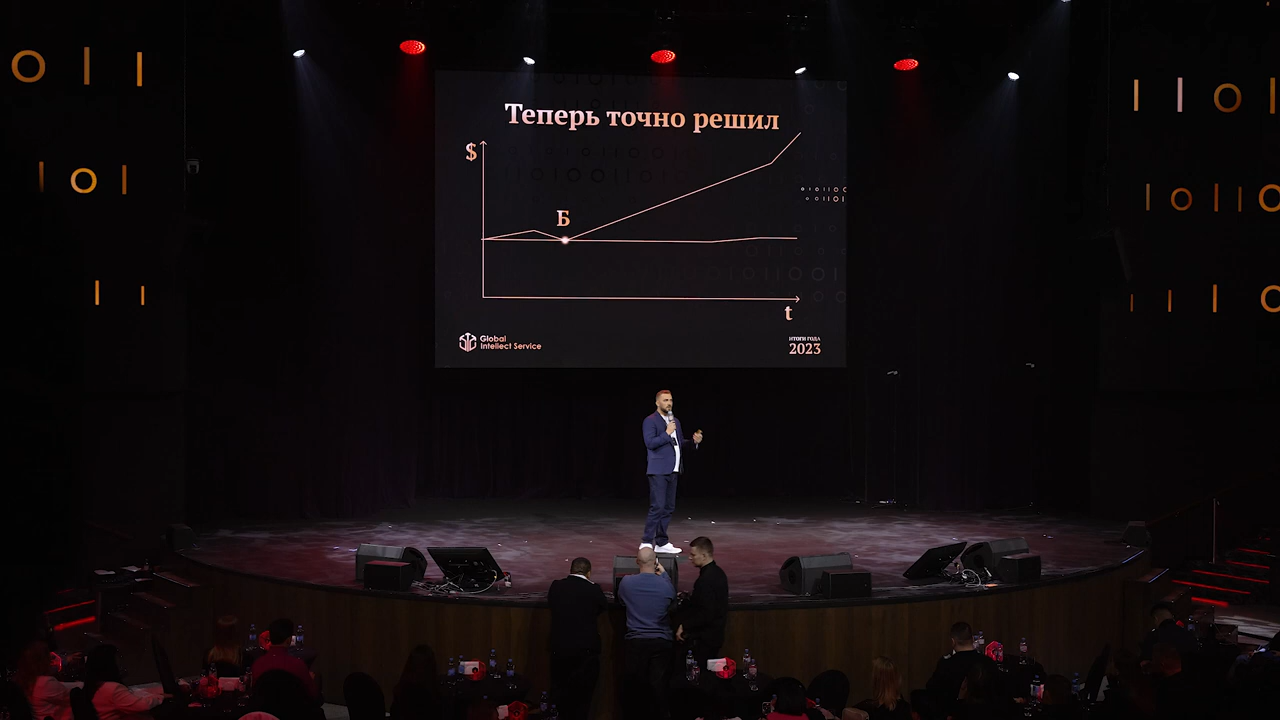 Теперь точно решил
$
Б
t
Global
Intellect Service
ИТОГИ ГОДА
2023